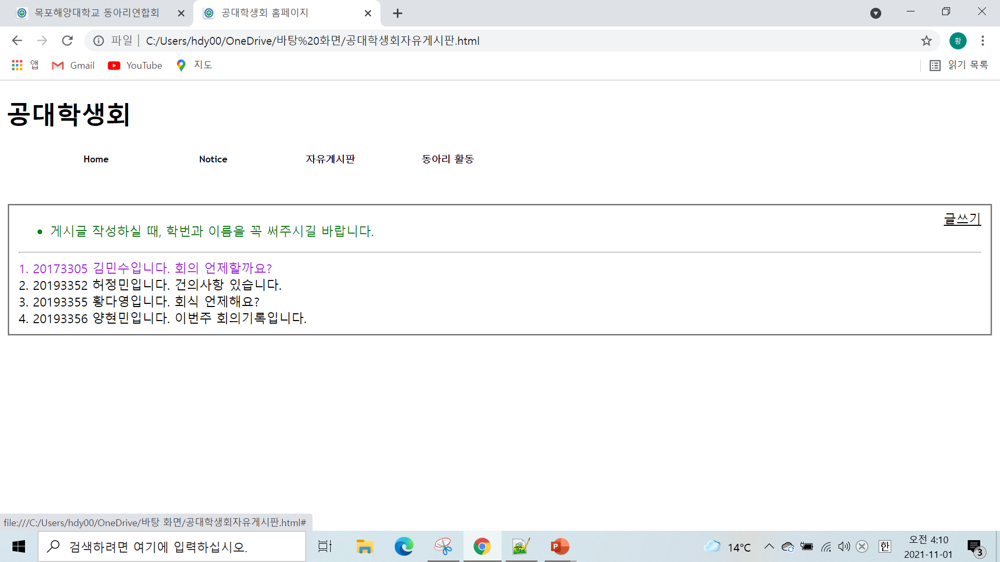 목포해양대학교 동아리연합회
공대학생회 홈페이지
파일 C:/Users/hdy00/OneDrive/바탕%20화면/공대학생회자유게시판.html
황
앱 Gmail YouTube 지도 읽기 목록
공대학생회
Home Notice 자유게시판 동아리 활동
글쓰기
게시글 작성하실 때, 학번과 이름을 꼭 써주시길 바랍니다.
1. 20173305 김민수입니다. 회의 언제할까요?
2. 20193352 허정민입니다. 건의사항 있습니다.
3. 20193355 황다영입니다. 회식 언제해요?
4. 20193356 양현민입니다. 이번주 회의기록입니다.
file:///C:/Users/hdy00/OneDrive/바탕 화면/공대학생회자유게시판.html#
검색하려면 여기에 입력하십시오.
14℃
한
오전 4:10
2021-11-01
3